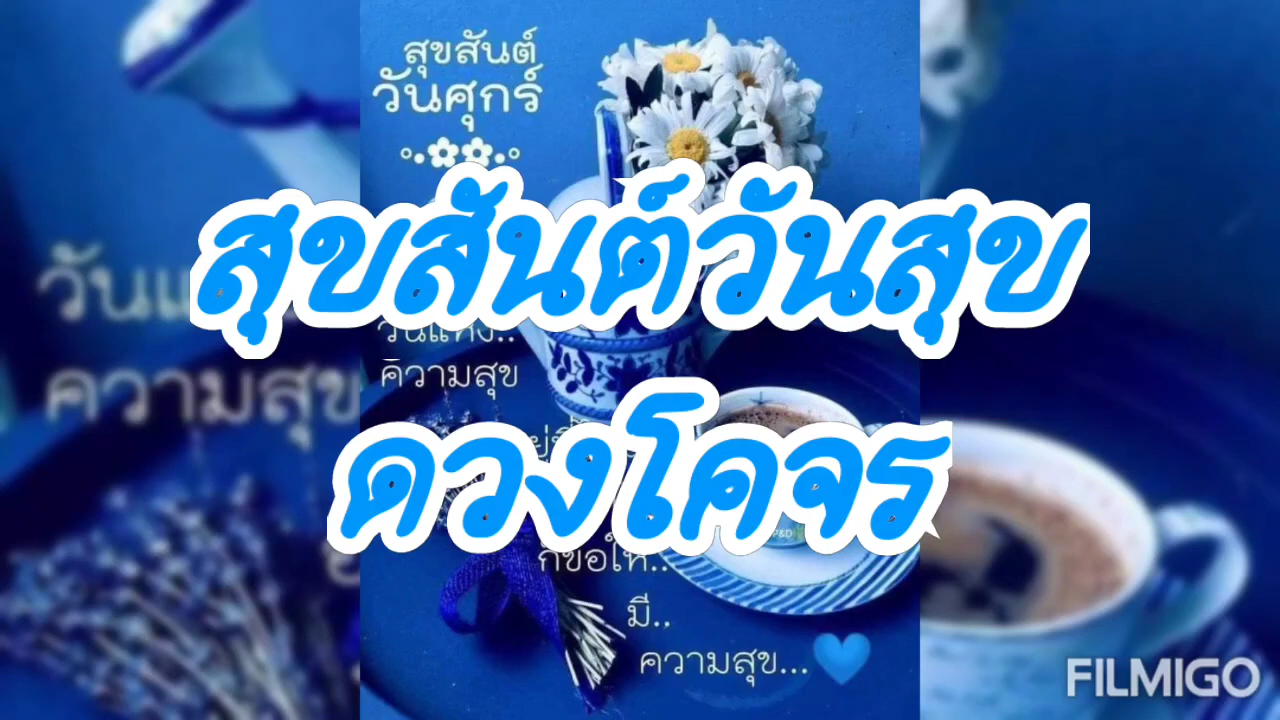 สุขสันต์
วันศุกร์
สุขสันต์วันสุข
วันแห่ง..
ความสุข
ดวงโคจร
P&D
ก็ขอให้..
มี..
ความสุข...
FILMIGO